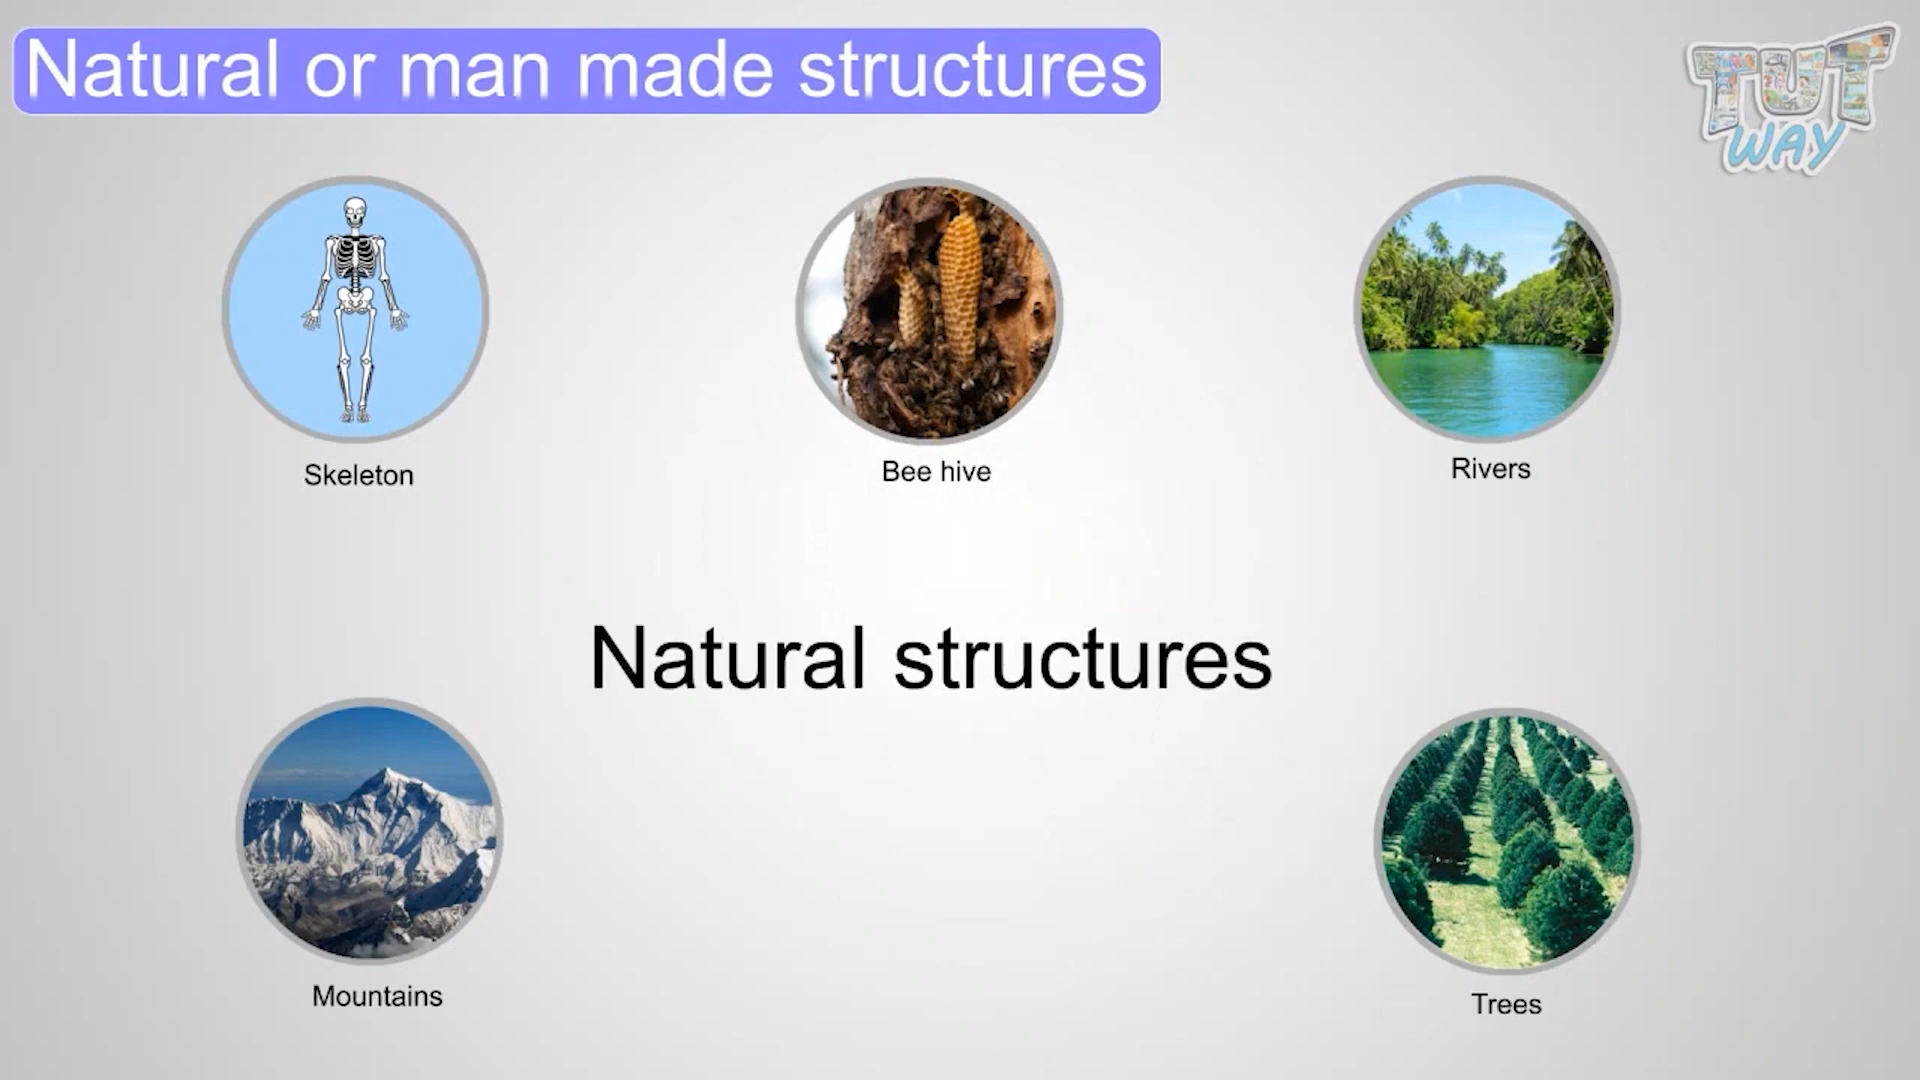 Natural or man made structures
TUT
WAY
Skeleton
Bee hive
Rivers
Natural structures
Mountains
Trees